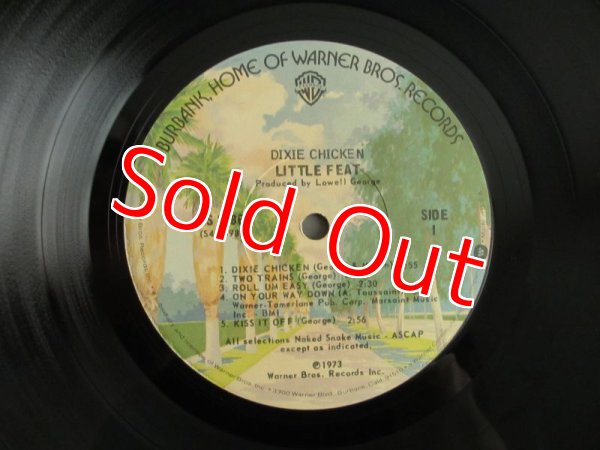 BURBANK, HOME OF WARNER BROS. RECORDS
DIXIE CHICKEN
LITTLE FEAT
Produced by Lowell George
Sold Out
SIDE
1
1. DIXIE CHICKEN
2. TWO TRAINS (George)
3. ROLL UM EASY (George) 2:30
4. ON YOUR WAY DOWN (A. Toussaint)
Warner-Tamerlane Pub. Corp. Marsaint Music
Inc. - BMI
5. KISS IT OFF (George) 2:56
All selections Naked Snake Music - ASCAP
except as indicated.
℗1973
Warner Bros. Records Inc.